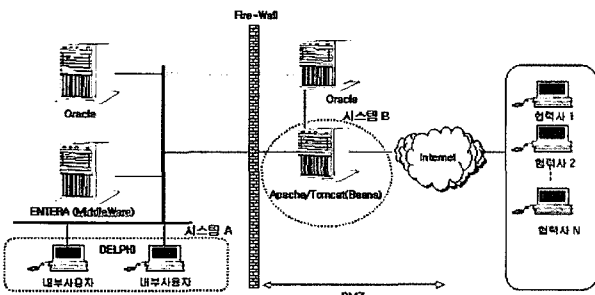 Fire-Wall
Oracle
Oracle
시스템 B
협력사 1
Internet
협력사 2
ENTERA (MiddleWare)
Apache/Tomcat(Beans)
시스템 A
협력사 N
DELPHI
내부사용자
내부사용자
DMZ